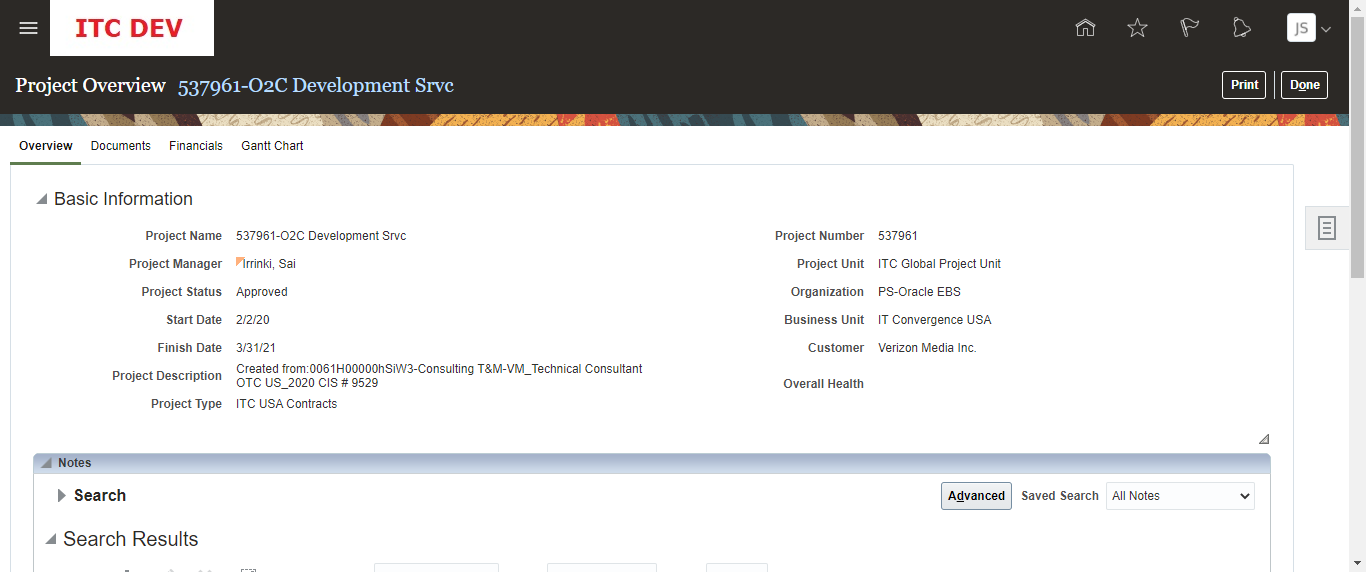 ITC DEV
JS
Project Overview 537961-O2C Development Srvc
Print
Done
Overview Documents Financials Gantt Chart
Basic Information
Project Name 537961-O2C Development Srvc
Project Manager Irrinki, Sai
Project Status Approved
Start Date 2/2/20
Finish Date 3/31/21
Project Description Created from:0061H00000hSiW3-Consulting T&M-VM_Technical Consultant
OTC US_2020 CIS # 9529
Project Type ITC USA Contracts
Project Number 537961
Project Unit ITC Global Project Unit
Organization PS-Oracle EBS
Business Unit IT Convergence USA
Customer Verizon Media Inc.
Overall Health
Notes
Search
Advanced Saved Search All Notes
Search Results